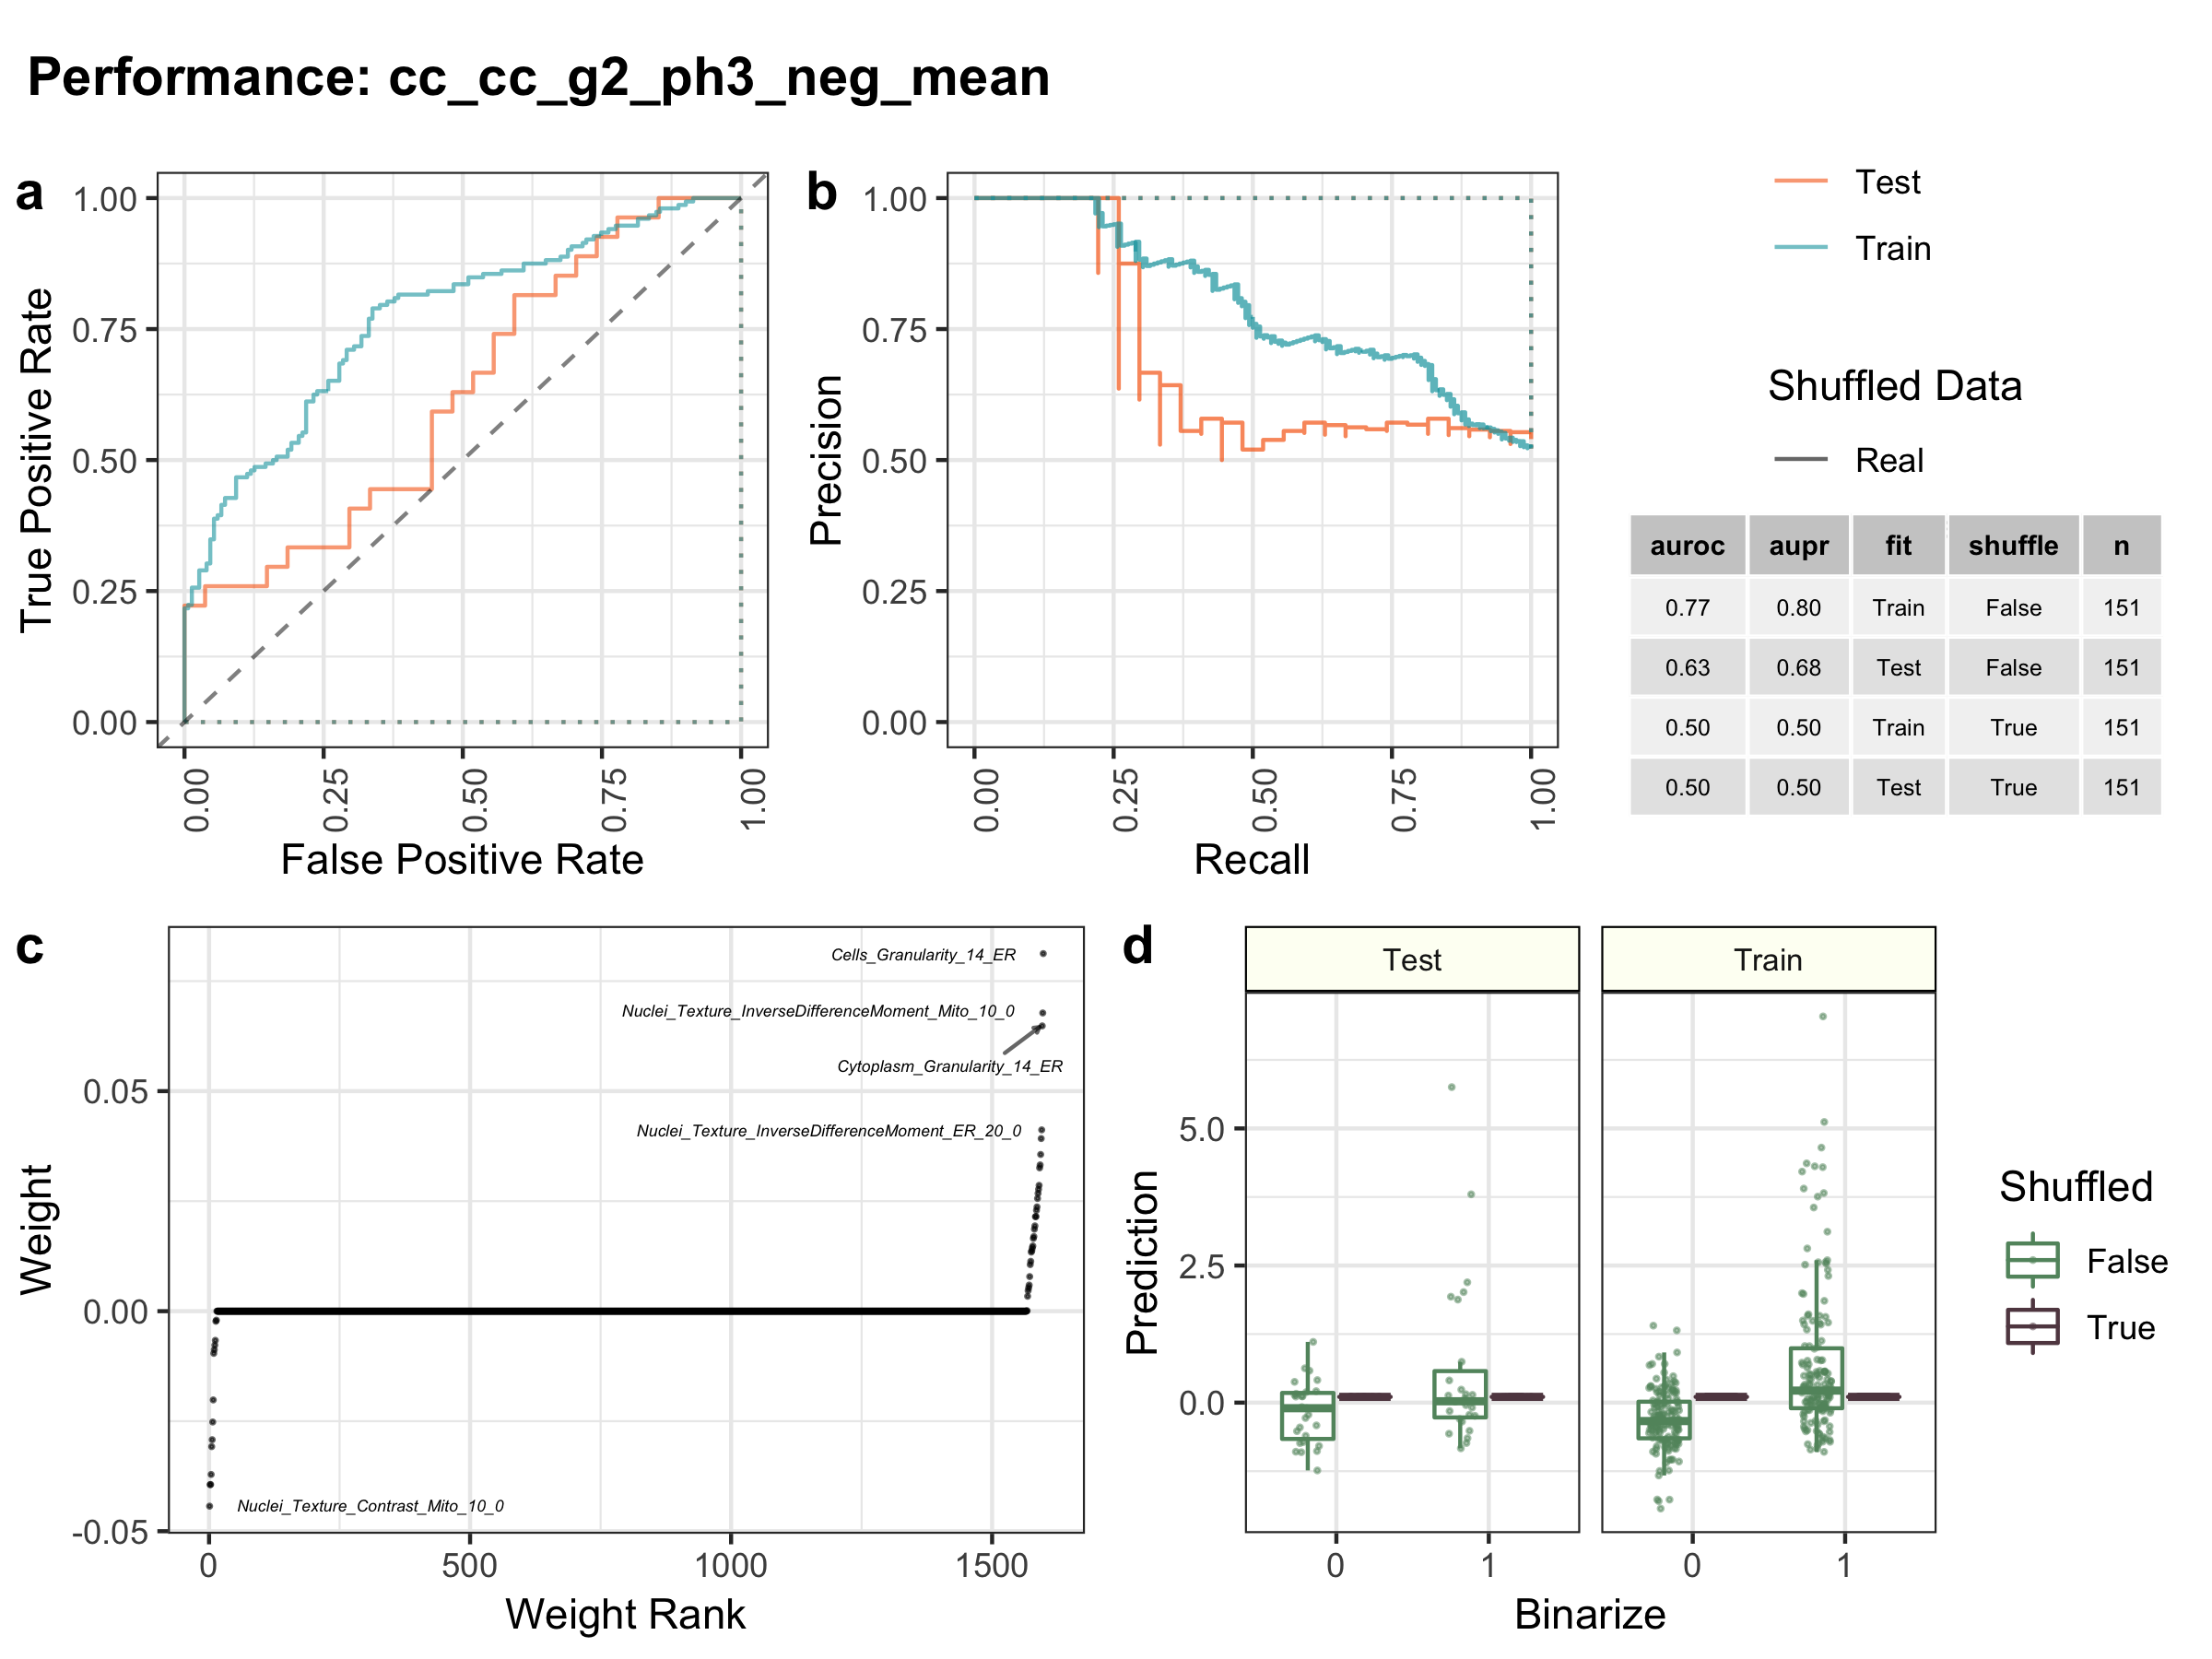 Performance: cc_cc_g2_ph3_neg_mean
a
1.00
0.75
0.50
0.25
0.00
True Positive Rate
0.00
0.25
0.50
0.75
1.00
False Positive Rate
b
1.00
0.75
0.50
0.25
0.00
Precision
0.00
0.25
0.50
0.75
1.00
Recall
Test
Train
Shuffled Data
Real
auroc aupr fit shuffle n
0.77 0.80 Train False 151
0.63 0.68 Test False 151
0.50 0.50 Train True 151
0.50 0.50 Test True 151
c
Cells_Granularity_14_ER
Nuclei_Texture_InverseDifferenceMoment_Mito_10_0
Cytoplasm_Granularity_14_ER
Nuclei_Texture_InverseDifferenceMoment_ER_20_0
Nuclei_Texture_Contrast_Mito_10_0
0.05
0.00
-0.05
Weight
0
500
1000
1500
Weight Rank
d
Test
Train
5.0
2.5
0.0
Prediction
0
1
0
1
Binarize
Shuffled
False
True